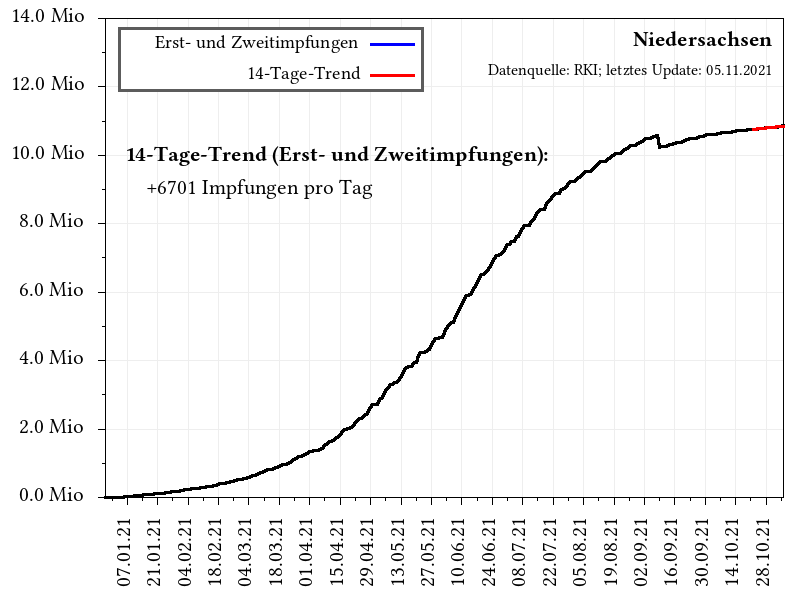 14.0 Mio
12.0 Mio
10.0 Mio
8.0 Mio
6.0 Mio
4.0 Mio
2.0 Mio
0.0 Mio
Erst- und Zweitimpfungen
14-Tage-Trend
Niedersachsen
Datenquelle: RKI; letztes Update: 05.11.2021
14-Tage-Trend (Erst- und Zweitimpfungen):
+6701 Impfungen pro Tag
07.01.21
21.01.21
04.02.21
18.02.21
04.03.21
18.03.21
01.04.21
15.04.21
29.04.21
13.05.21
27.05.21
10.06.21
24.06.21
08.07.21
22.07.21
05.08.21
19.08.21
02.09.21
16.09.21
30.09.21
14.10.21
28.10.21